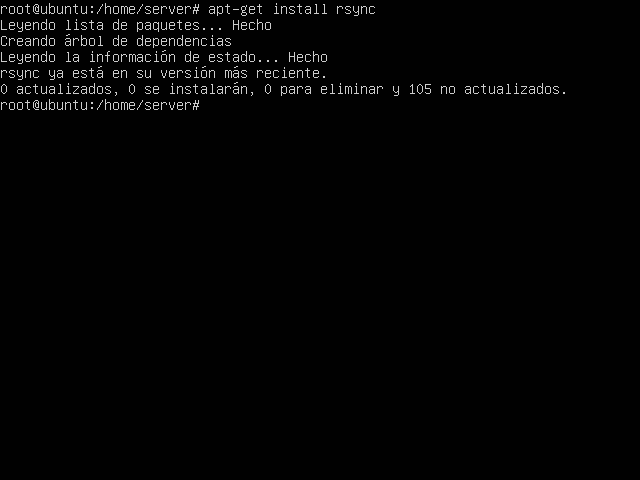 root@ubuntu:/home/server# apt-get install rsync
Leyendo lista de paquetes... Hecho
Creando árbol de dependencias
Leyendo la información de estado... Hecho
rsync ya está en su versión más reciente.
0 actualizados, 0 se instalarán, 0 para eliminar y 105 no actualizados.
root@ubuntu:/home/server#